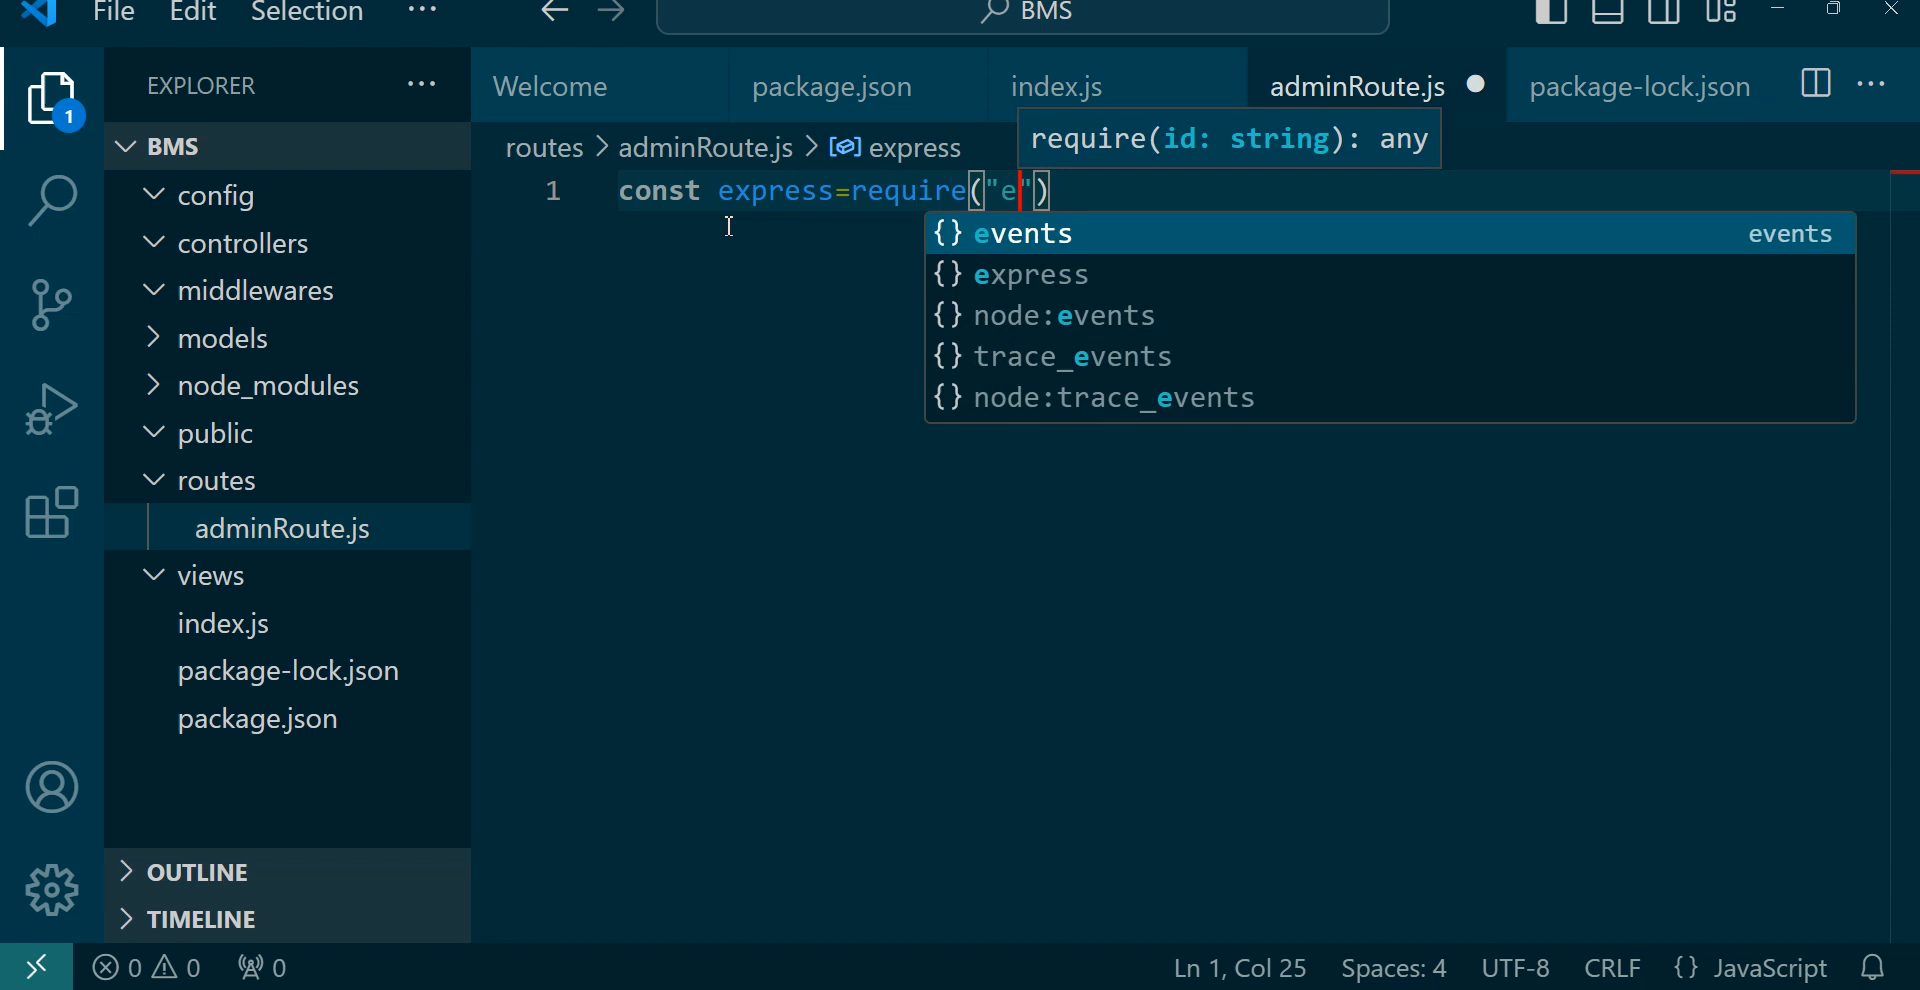 File Edit Selection ···
BMS
EXPLORER ···
1
BMS
config
controllers
middlewares
models
node_modules
public
routes
adminRoute.js
views
index.js
package-lock.json
package.json
OUTLINE
TIMELINE
Welcome package.json index.js adminRoute.js package-lock.json ···
routes > adminRoute.js > express
require(id: string): any
1 const express=require("e")
{} events events
{} express
{} node:events
{} trace_events
{} node:trace_events
0 0 0
Ln 1, Col 25 Spaces: 4 UTF-8 CRLF {} JavaScript